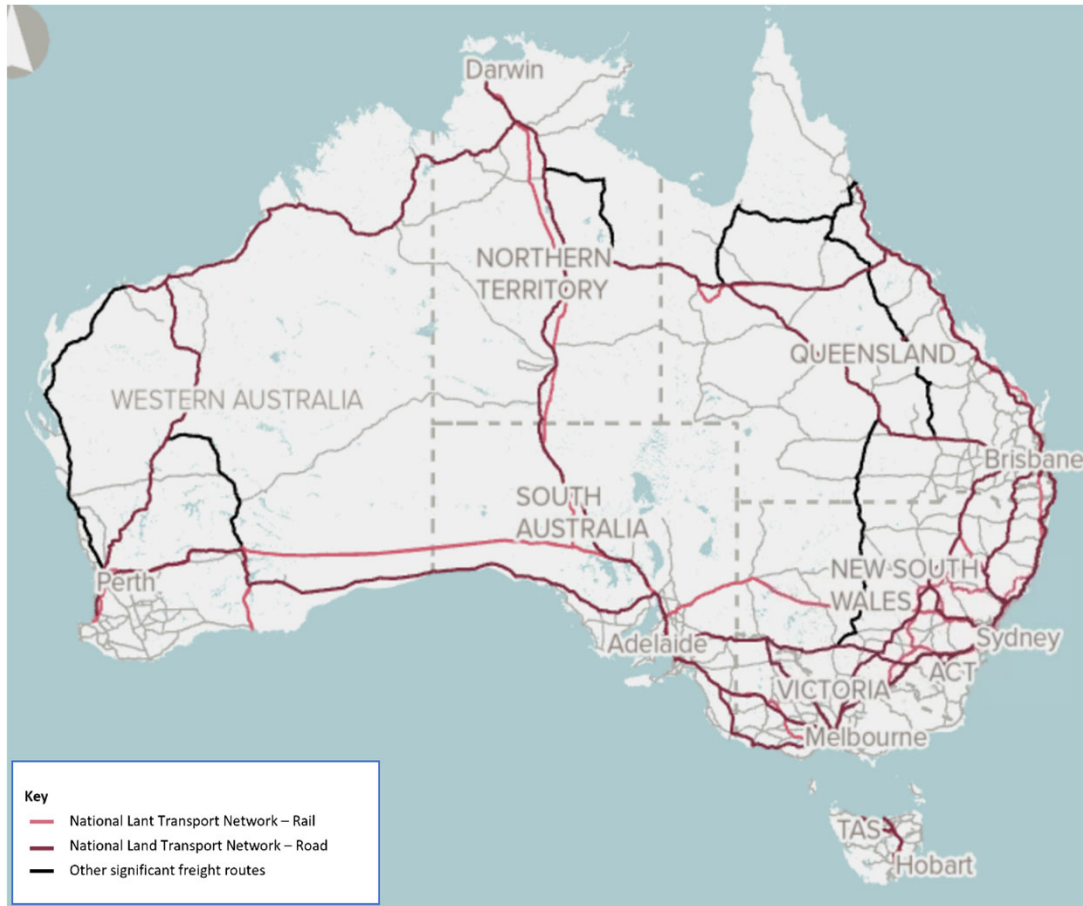 Darwin
NORTHERN
TERRITORY
QUEENSLAND
WESTERN AUSTRALIA
Brisbane
SOUTH
AUSTRALIA
NEW SOUTH
WALES
Perth
Sydney
Adelaide
ACT
VICTORIA
Melbourne
TAS
Hobart
Key
National Lant Transport Network – Rail
National Land Transport Network – Road
Other significant freight routes